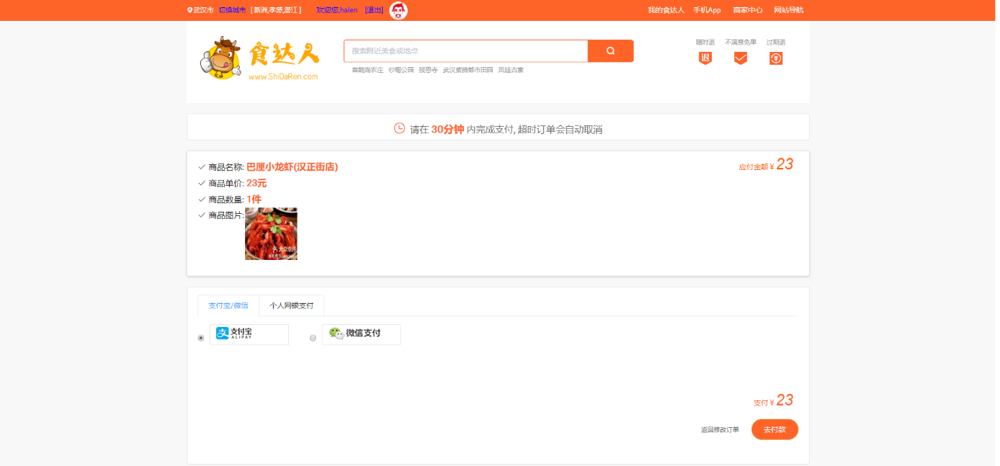 武汉市 切换城市 [新洲,孝感,潜江] 欢迎您,halen [退出] 我的食达人 手机App 商家中心 网站导航
食达人
www.ShiDaRen.com
搜索附近美食或地点
喜鹊湖农庄 纱帽公园 报恩寺 武汉紫薇都市田园 凤娃古寨
随时退 不满意免单 过期退
退
请在 30分钟 内完成支付, 超时订单会自动取消
商品名称: 巴厘小龙虾(汉正街店)
应付金额¥ 23
商品单价: 23元
商品数量: 1件
商品图片:
大众点评
支付宝/微信 个人网银支付
支 支付宝 ALIPAY 微信支付
支付¥ 23
返回修改订单 去付款